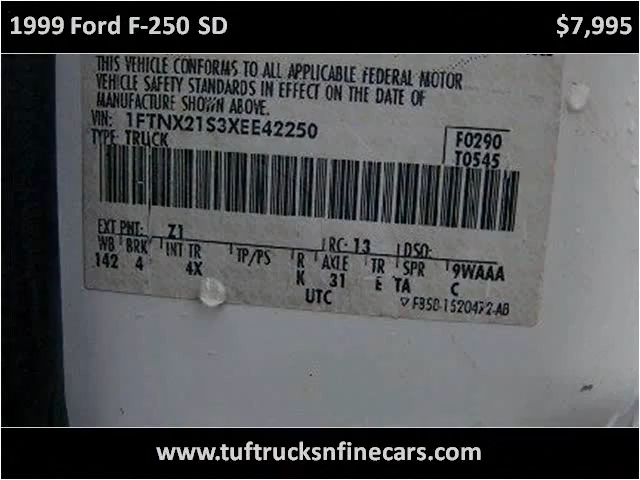 1999 Ford F-250 SD $7,995
THIS VEHICLE CONFORMS TO ALL APPLICABLE FEDERAL MOTOR
VEHICLE SAFETY STANDARDS IN EFFECT ON THE DATE OF
MANUFACTURE SHOWN ABOVE.
VIN: 1FTNX21S3XEE42250
TYPE: TRUCK
F0290
T0545
EXT PNT: Z1 RC: 13 DSO:
WB BRK INT TR TP/PS R AXLE TR SPR 9WAAA
142 4 4X K 31 E TA C
UTC F85B-1520472-AB
www.tuftrucksnfinecars.com